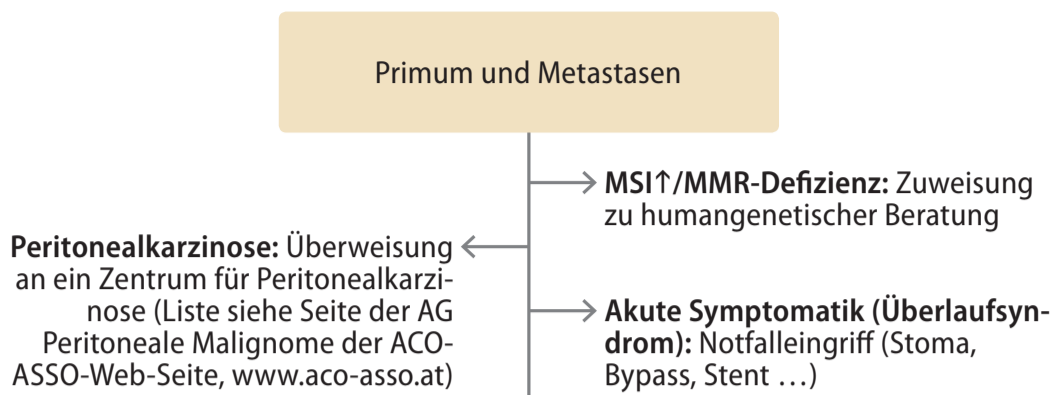 Primum und Metastasen
MSI↑/MMR-Defizienz: Zuweisung
zu humangenetischer Beratung
Peritonealkarzinose: Überweisung
an ein Zentrum für Peritonealkarzi-
nose (Liste siehe Seite der AG
Peritoneale Malignome der ACO-
ASSO-Web-Seite, www.aco-asso.at)
Akute Symptomatik (Überlaufsyn-
drom): Notfalleingriff (Stoma,
Bypass, Stent …)